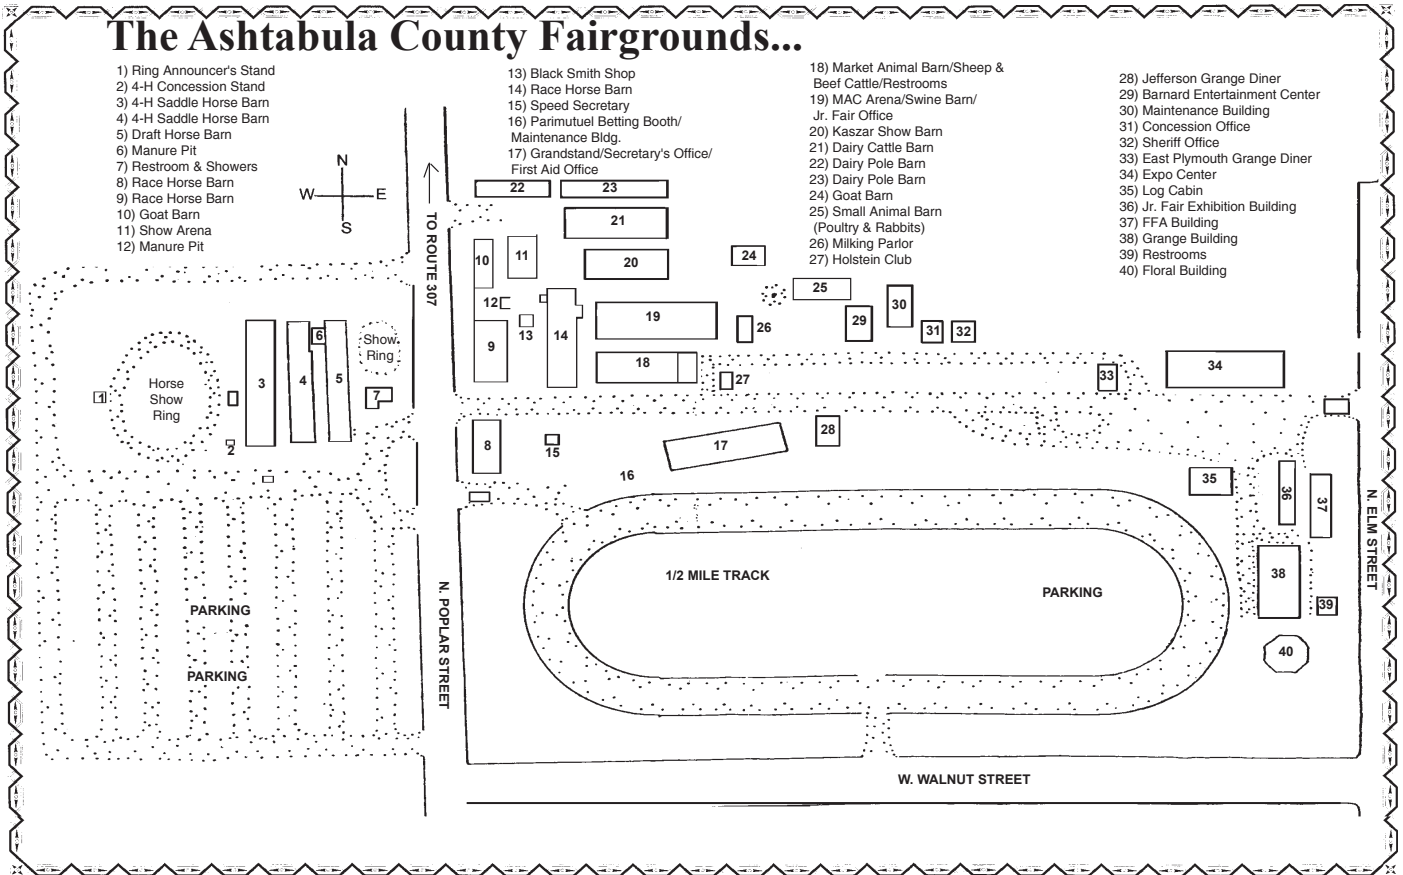 The Ashtabula County Fairgrounds...
1) Ring Announcer's Stand
2) 4-H Concession Stand
3) 4-H Saddle Horse Barn
4) 4-H Saddle Horse Barn
5) Draft Horse Barn
6) Manure Pit
7) Restroom & Showers
8) Race Horse Barn
9) Race Horse Barn
10) Goat Barn
11) Show Arena
12) Manure Pit
13) Black Smith Shop
14) Race Horse Barn
15) Speed Secretary
16) Parimutuel Betting Booth/
Maintenance Bldg.
17) Grandstand/Secretary's Office/
First Aid Office
18) Market Animal Barn/Sheep &
Beef Cattle/Restrooms
19) MAC Arena/Swine Barn/
Jr. Fair Office
20) Kaszar Show Barn
21) Dairy Cattle Barn
22) Dairy Pole Barn
23) Dairy Pole Barn
24) Goat Barn
25) Small Animal Barn
(Poultry & Rabbits)
26) Milking Parlor
27) Holstein Club
28) Jefferson Grange Diner
29) Barnard Entertainment Center
30) Maintenance Building
31) Concession Office
32) Sheriff Office
33) East Plymouth Grange Diner
34) Expo Center
35) Log Cabin
36) Jr. Fair Exhibition Building
37) FFA Building
38) Grange Building
39) Restrooms
40) Floral Building
N
W
E
S
TO ROUTE 307
22
23
21
20
24
10
11
12
13
14
9
19
18
25
26
27
29
30
31
32
33
34
1
Horse
Show
Ring
2
3
4
6
5
Show
Ring
7
8
15
16
17
28
35
36
37
38
39
40
1/2 MILE TRACK
PARKING
PARKING
PARKING
N. POPLAR STREET
N. ELM STREET
W. WALNUT STREET